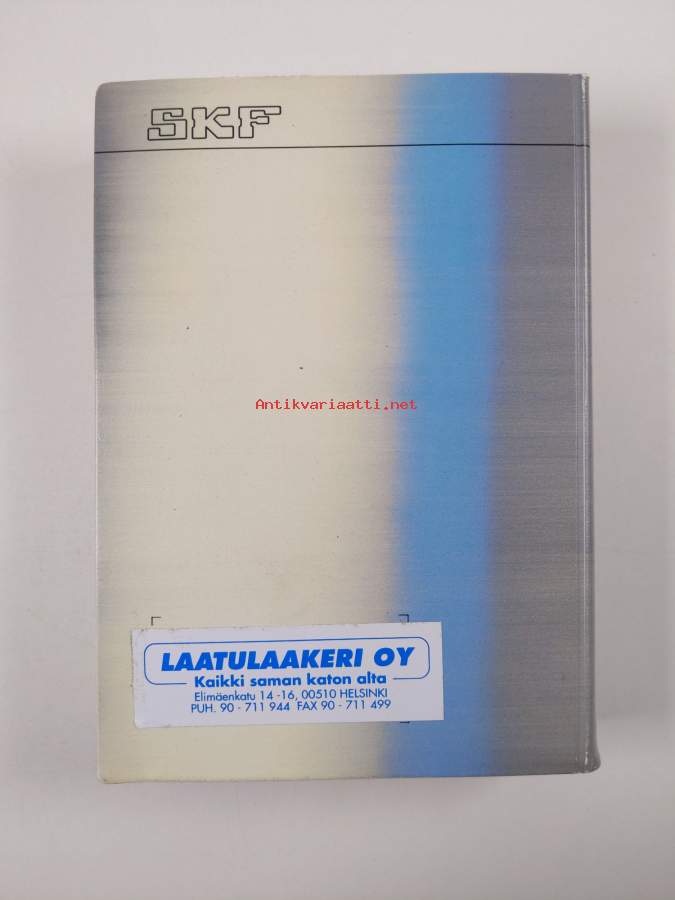 SKF
Antikvariaatti.net
LAATULAAKERI OY
Kaikki saman katon alta
Elimäenkatu 14 -16, 00510 HELSINKI
PUH. 90 - 711 944 FAX 90 - 711 499